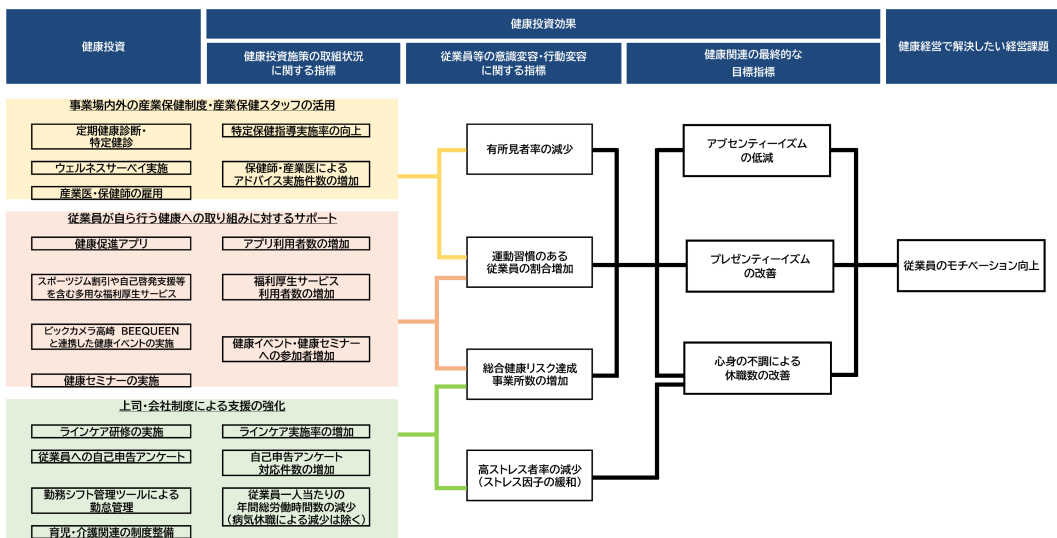 健康投資
健康投資効果
健康投資施策の取組状況
に関する指標
従業員等の意識変容・行動変容
に関する指標
健康関連の最終的な
目標指標
健康経営で解決したい経営課題
事業場内外の産業保健制度・産業保健スタッフの活用
定期健康診断・
特定健診
ウェルネスサーベイ実施
産業医・保健師の雇用
特定保健指導実施率の向上
保健師・産業医による
アドバイス実施件数の増加
従業員が自ら行う健康への取り組みに対するサポート
健康促進アプリ
スポーツジム割引や自己啓発支援等
を含む多用な福利厚生サービス
ビックカメラ高崎 BEEQUEEN
と連携した健康イベントの実施
健康セミナーの実施
アプリ利用者数の増加
福利厚生サービス
利用者数の増加
健康イベント・健康セミナー
への参加者増加
上司・会社制度による支援の強化
ラインケア研修の実施
従業員への自己申告アンケート
勤務シフト管理ツールによる
勤怠管理
育児・介護関連の制度整備
ラインケア実施率の増加
自己申告アンケート
対応件数の増加
従業員一人当たりの
年間総労働時間数の減少
(病気休職による減少は除く)
有所見者率の減少
運動習慣のある
従業員の割合増加
総合健康リスク達成
事業所数の増加
高ストレス者率の減少
(ストレス因子の緩和)
アブセンティーイズム
の低減
プレゼンティーイズム
の改善
心身の不調による
休職数の改善
従業員のモチベーション向上